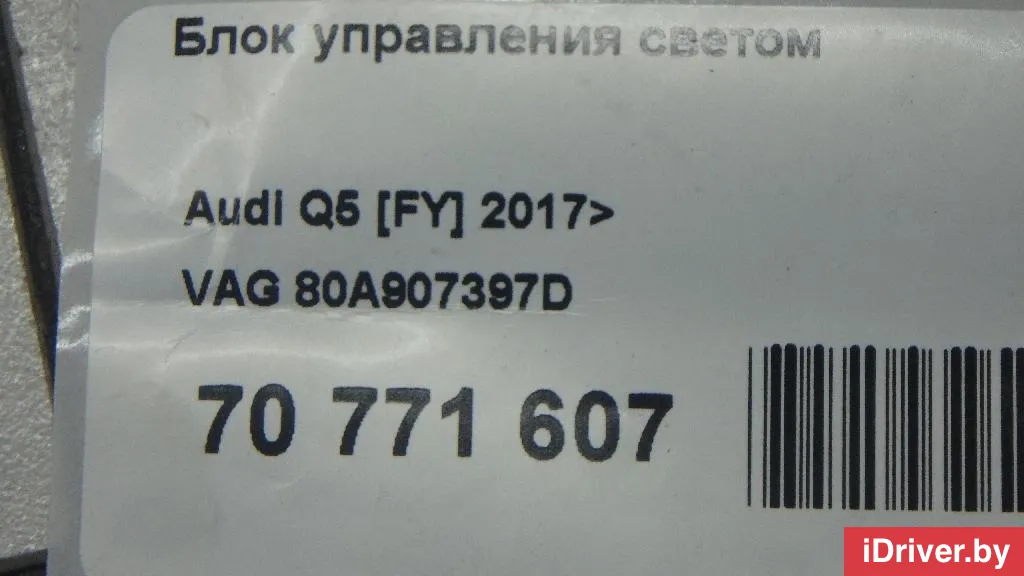 Блок управления светом
Audi Q5 [FY] 2017>
VAG 80A907397D
70 771 607
iDriver.by